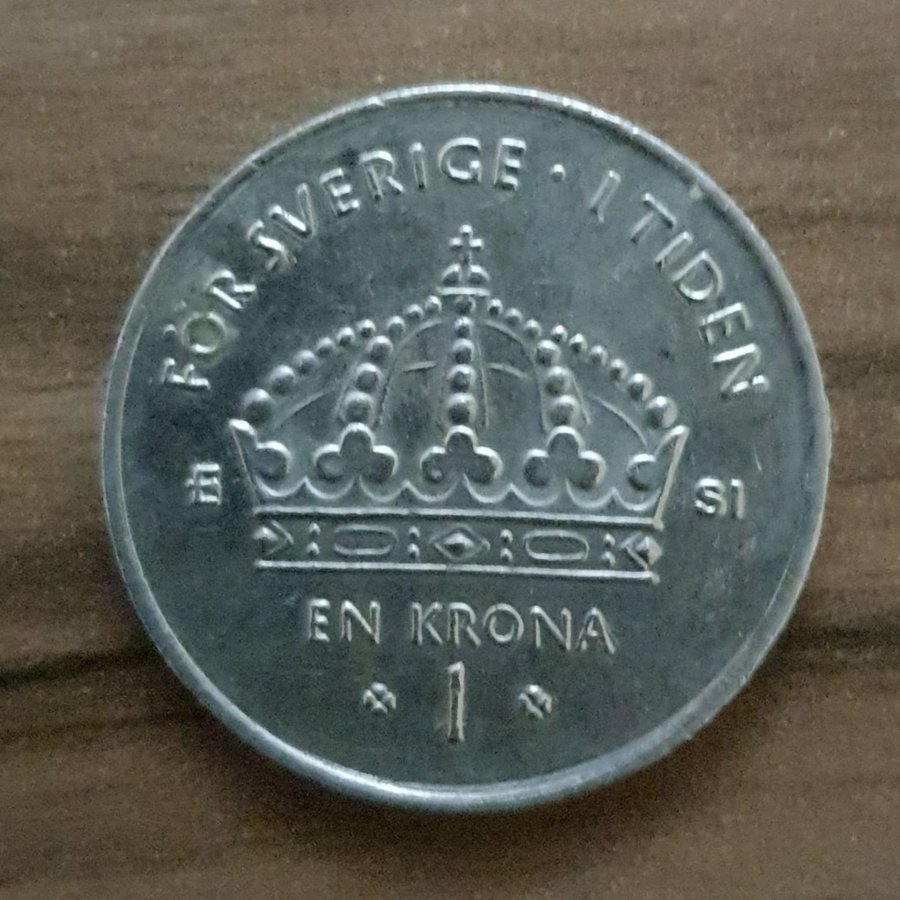 FÖR SVERIGE · I TIDEN
SI
EN KRONA
1